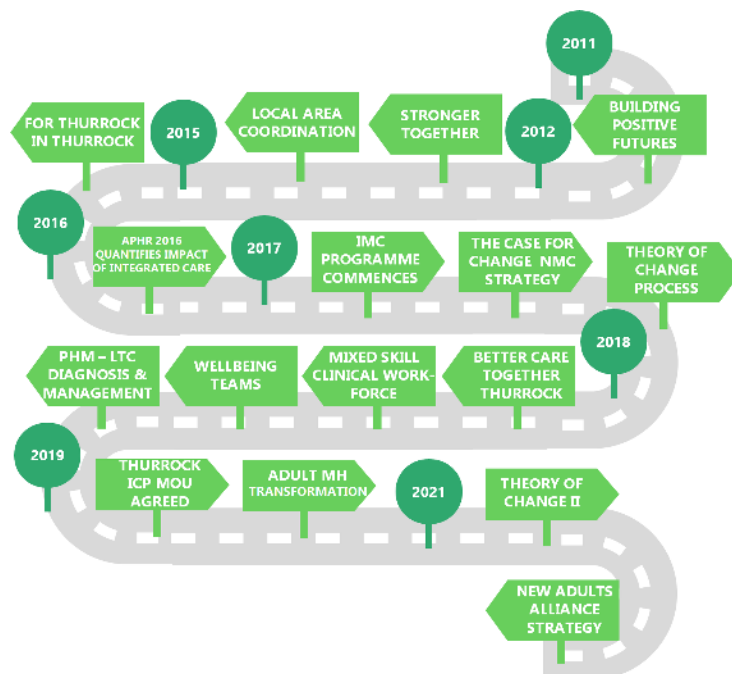 2011
BUILDING
POSITIVE
FUTURES
2012
STRONGER
TOGETHER
LOCAL AREA
COORDINATION
2015
FOR THURROCK
IN THURROCK
2016
APHR 2016
QUANTIFIES IMPACT
OF INTEGRATED CARE
2017
IMC
PROGRAMME
COMMENCES
THE CASE FOR
CHANGE NMC
STRATEGY
THEORY OF
CHANGE
PROCESS
2018
BETTER CARE
TOGETHER
THURROCK
MIXED SKILL
CLINICAL WORK-
FORCE
WELLBEING
TEAMS
PHM – LTC
DIAGNOSIS &
MANAGEMENT
2019
THURROCK
ICP MOU
AGREED
ADULT MH
TRANSFORMATION
2021
THEORY OF
CHANGE II
NEW ADULTS
ALLIANCE
STRATEGY